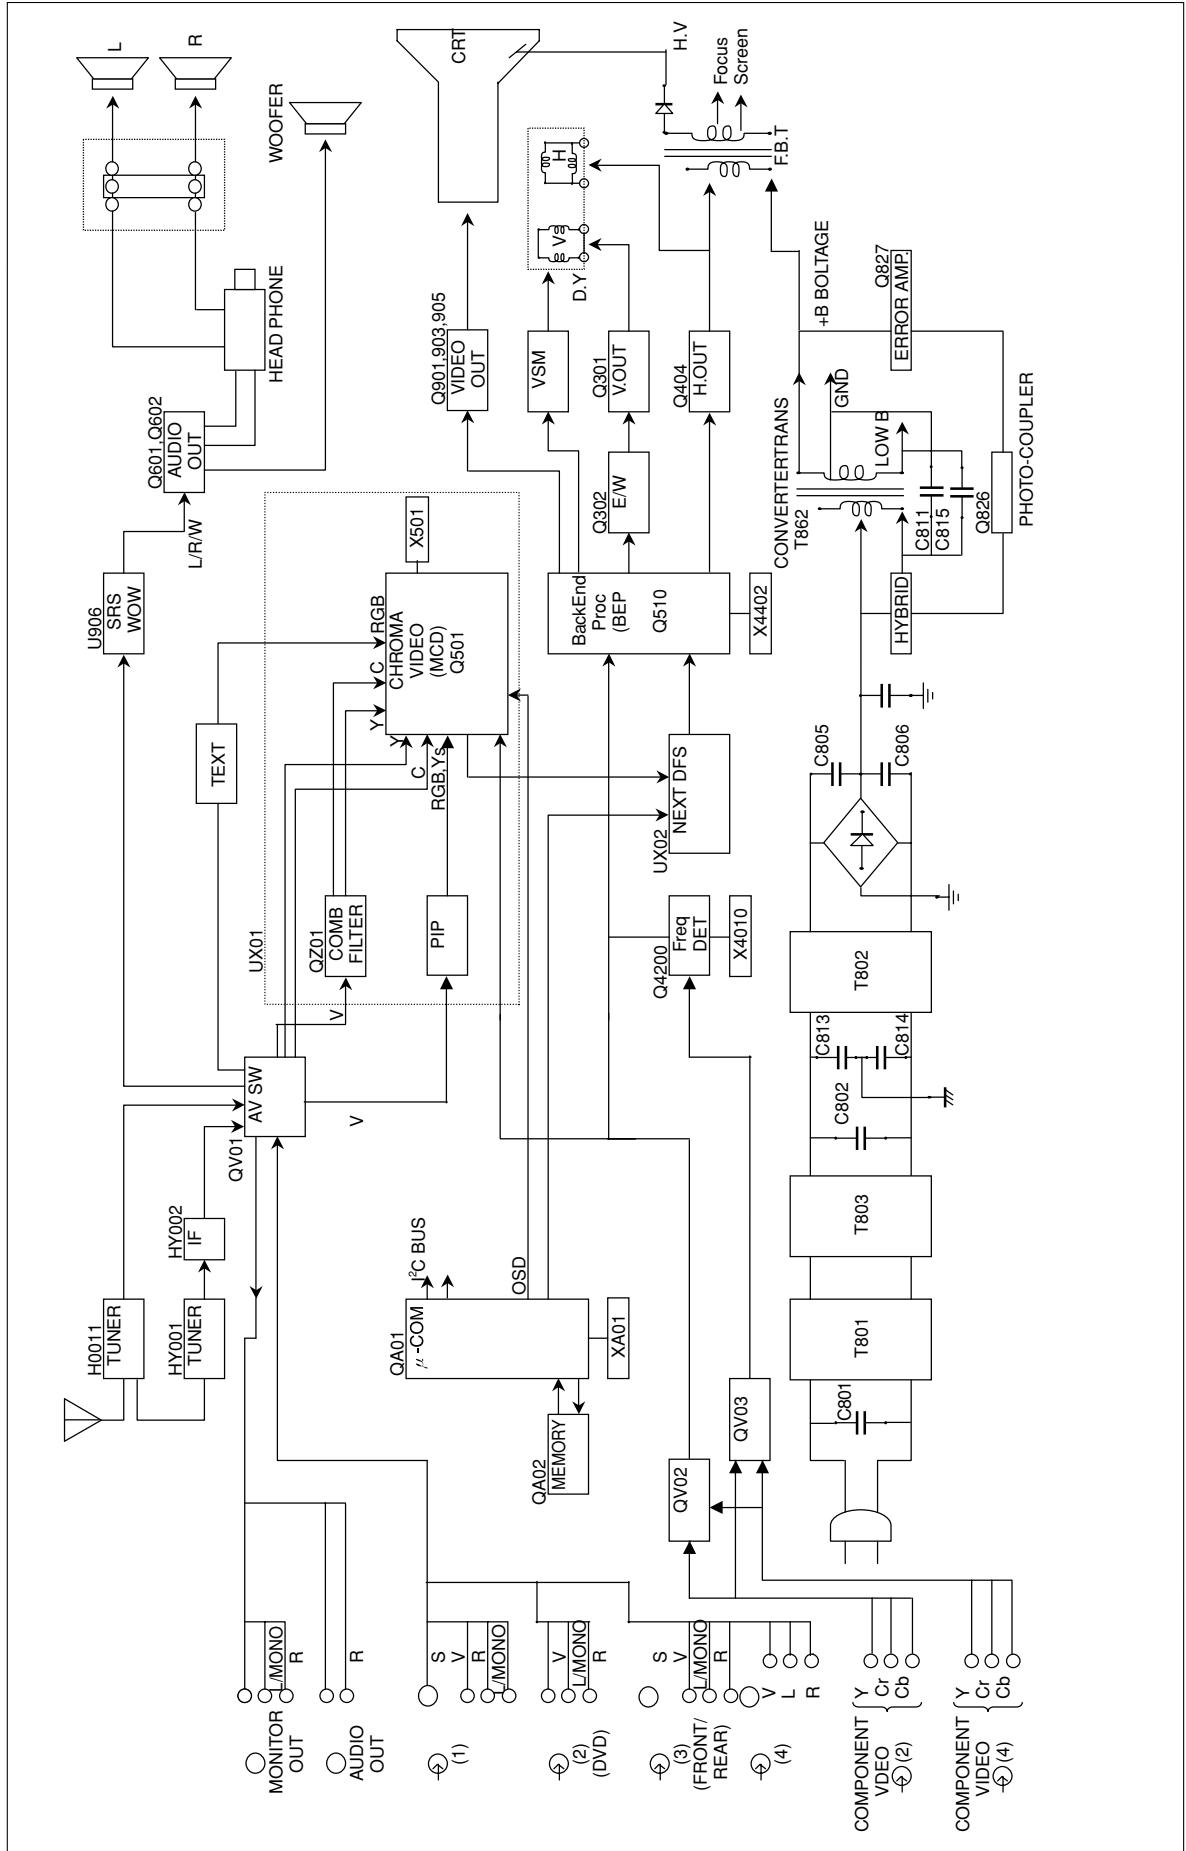 L
R
WOOFER
HEAD PHONE
Q601,Q602
AUDIO
OUT
L/R/W
U906
SRS
WOW
TEXT
CRT
H.V
Focus
Screen
F.B.T
H
V
D.Y
Q901,903,905
VIDEO
OUT
VSM
Q301
V.OUT
Q404
H.OUT
Q302
E/W
+B BOLTAGE
Q827
ERROR AMP.
GND
LOW B
CONVERTERTRANS
T862
C811
C815
Q826
PHOTO-COUPLER
HYBRID
X501
RGB
C
Y
CHROMA
VIDEO
(MCD)
Q501
Y
C
RGB,Ys
BackEnd
Proc
(BEP
Q510
X4402
UX02
NEXT DFS
C805
C806
UX01
QZ01
COMB
FILTER
PIP
V
V
Q4200
Freq
DET
X4010
T802
C813
C814
C802
T803
T801
C801
QV01
AV SW
HY002
IF
H0011
TUNER
HY001
TUNER
I²C BUS
OSD
QA01
μ-COM
XA01
QA02
MEMORY
QV03
QV02
L/MONO
R
MONITOR
OUT
R
AUDIO
OUT
S
V
R
L/MONO
(1)
V
L/MONO
R
(2)
(DVD)
S
V
L/MONO
R
(3)
(FRONT/
REAR)
V
L
R
(4)
Y
Cr
Cb
COMPONENT
VDEO
(2)
Y
Cr
Cb
COMPONENT
VIDEO
(4)